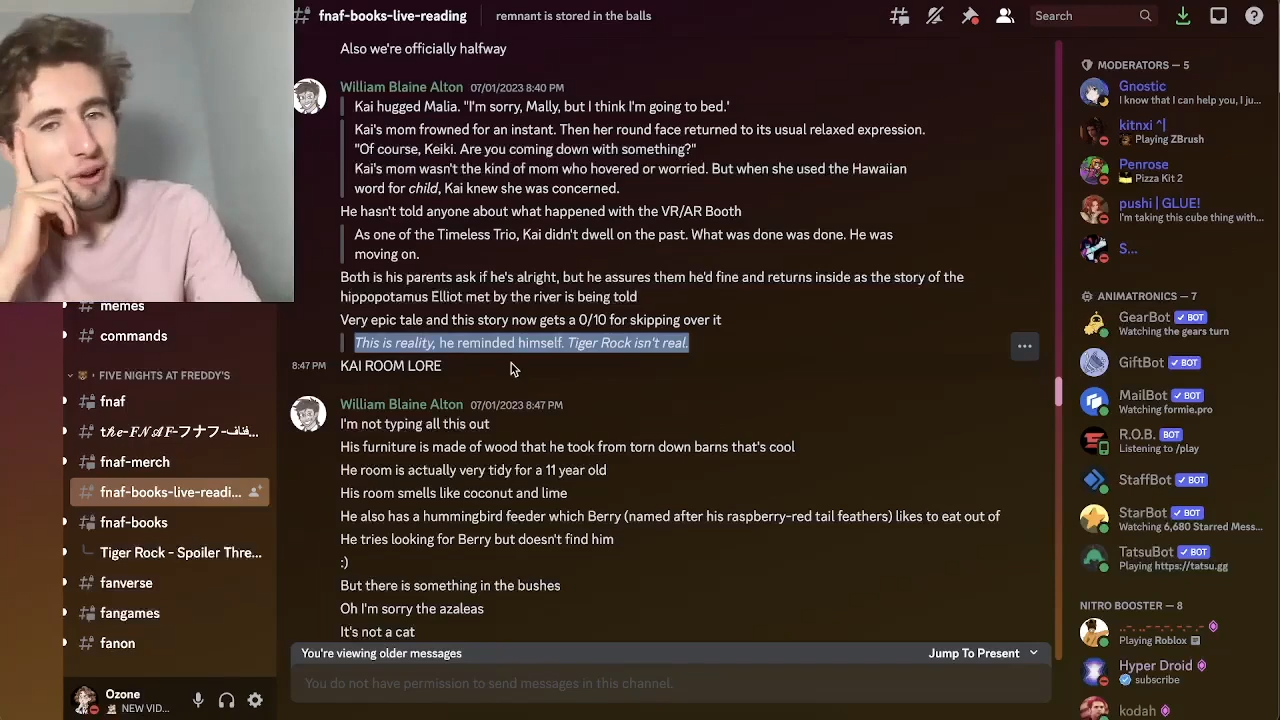 fnaf-books-live-reading
remnant is stored in the balls
Search
Also we're officially halfway
William Blaine Alton 07/01/2023 8:40 PM
Kai hugged Malia. "I'm sorry, Mally, but I think I'm going to bed.'
Kai's mom frowned for an instant. Then her round face returned to its usual relaxed expression.
"Of course, Keiki. Are you coming down with something?"
Kai's mom wasn't the kind of mom who hovered or worried. But when she used the Hawaiian
word for child, Kai knew she was concerned.
He hasn't told anyone about what happened with the VR/AR Booth
As one of the Timeless Trio, Kai didn't dwell on the past. What was done was done. He was
moving on.
Both is his parents ask if he's alright, but he assures them he'd fine and returns inside as the story of the
hippopotamus Elliot met by the river is being told
Very epic tale and this story now gets a 0/10 for skipping over it
This is reality, he reminded himself. Tiger Rock isn't real.
8:47 PM
KAI ROOM LORE
William Blaine Alton 07/01/2023 8:47 PM
I'm not typing all this out
His furniture is made of wood that he took from torn down barns that's cool
He room is actually very tidy for a 11 year old
His room smells like coconut and lime
He also has a hummingbird feeder which Berry (named after his raspberry-red tail feathers) likes to eat out of
He tries looking for Berry but doesn't find him
:)
But there is something in the bushes
Oh I'm sorry the azaleas
It's not a cat
You're viewing older messages
Jump To Present
You do not have permission to send messages in this channel.
memes
commands
FIVE NIGHTS AT FREDDY'S
fnaf
fnaf-merch
fnaf-books-live-readi...
fnaf-books
Tiger Rock - Spoiler Thre...
fanverse
fangames
fanon
Ozone
NEW VID...
MODERATORS — 5
Gnostic
I know that I can help you, I ju...
kitnxi ^|
Playing ZBrush
Penrose
Pizza Kit 2
pushi | GLUE!
I'm taking this cube thing with...
S...
ANIMATRONICS — 7
GearBot ✓ BOT
Watching the gears turn
GiftBot ✓ BOT
MailBot ✓ BOT
Watching formie.pro
R.O.B. BOT
Listening to /play
StaffBot ✓ BOT
StarBot ✓ BOT
Watching 6,680 Starred Mess...
TatsuBot ✓ BOT
Playing https://tatsu.gg
NITRO BOOSTER — 8
Playing Roblox
Hyper Droid
subscribe
kodah